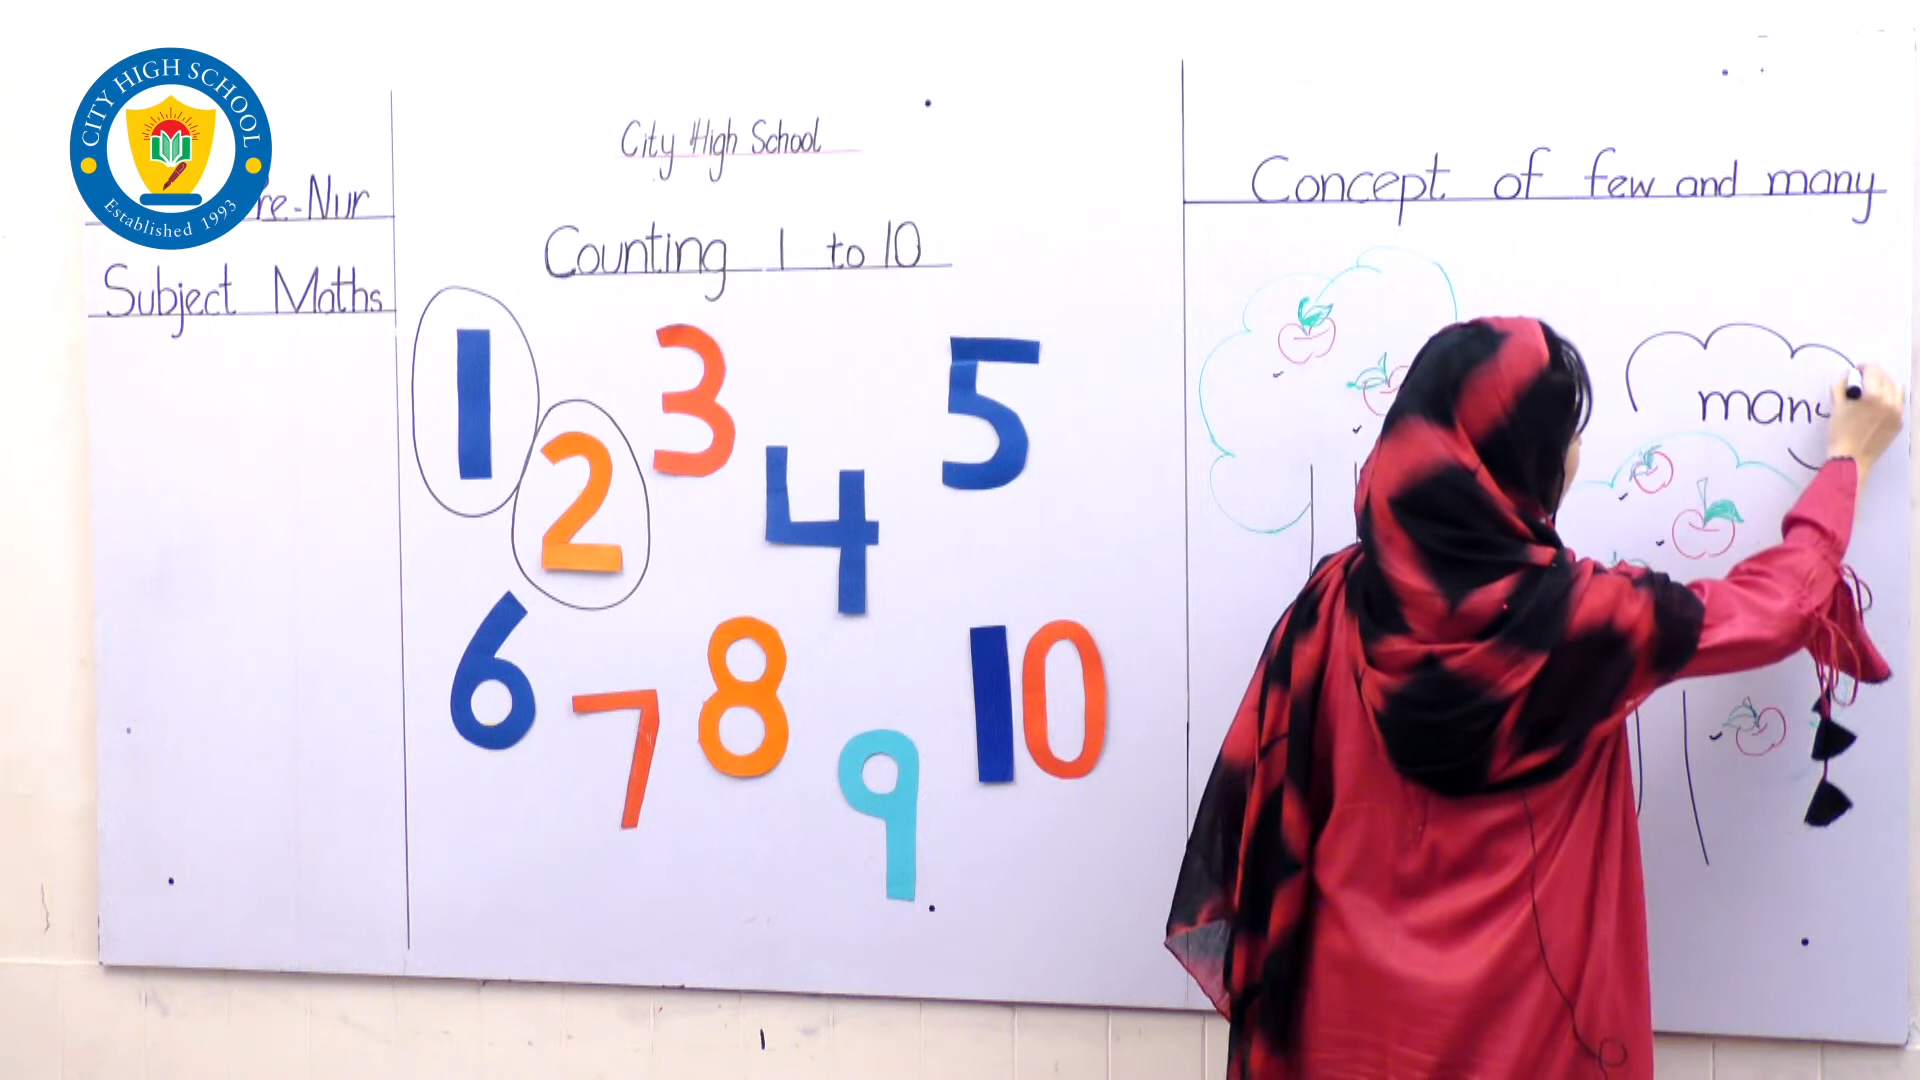 CITY HIGH SCHOOL
Established 1993
re-Nur
Subject Maths
City High School
Counting 1 to 10
1
2
3
4
5
6
7
8
9
10
Concept of few and many
many